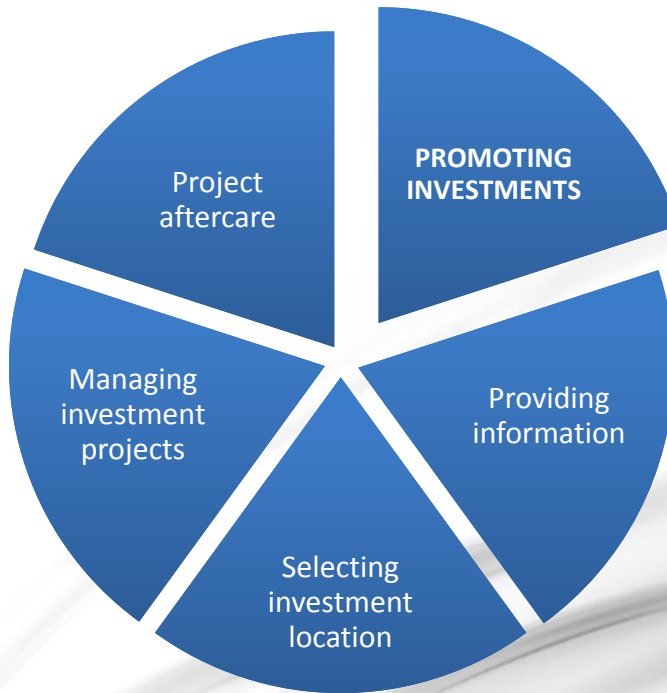 PROMOTING
INVESTMENTS
Providing
information
Selecting
investment
location
Managing
investment
projects
Project
aftercare